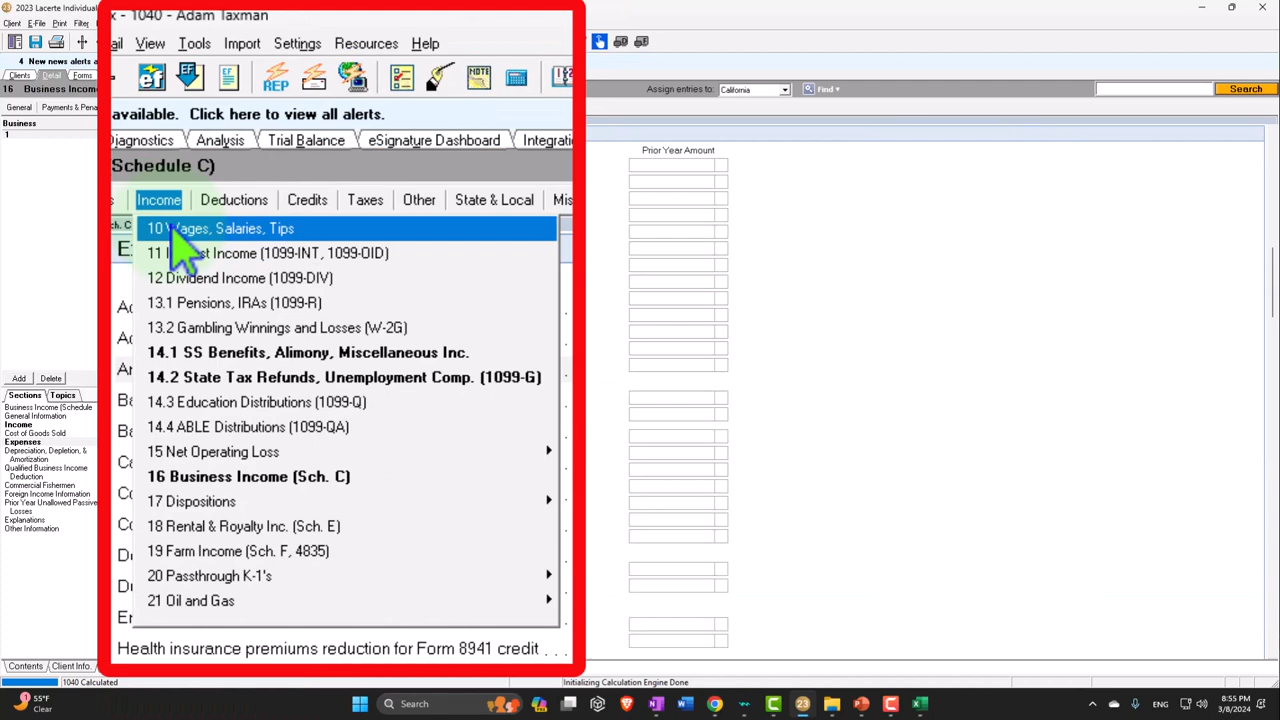 2023 Lacerte Individual
x - 1040 - Adam Taxman
Client E-File Print Filter
ail View Tools Import Settings Resources Help
4 New news alerts a
available. Click here to view all alerts.
Clients Detail Forms
Diagnostics Analysis Trial Balance eSignature Dashboard Integrati
16 Business Income
(Schedule C)
Assign entries to: California
Find
Search
General Payments & Pena
s Income Deductions Credits Taxes Other State & Local Mis
Business
1
Sch. C
Prior Year Amount
10 Wages, Salaries, Tips
11 Interest Income (1099-INT, 1099-OID)
12 Dividend Income (1099-DIV)
13.1 Pensions, IRAs (1099-R)
13.2 Gambling Winnings and Losses (W-2G)
14.1 SS Benefits, Alimony, Miscellaneous Inc.
14.2 State Tax Refunds, Unemployment Comp. (1099-G)
14.3 Education Distributions (1099-Q)
14.4 ABLE Distributions (1099-QA)
15 Net Operating Loss
16 Business Income (Sch. C)
17 Dispositions
18 Rental & Royalty Inc. (Sch. E)
19 Farm Income (Sch. F, 4835)
20 Passthrough K-1's
21 Oil and Gas
Health insurance premiums reduction for Form 8941 credit . . .
Add Delete
Sections Topics
Business Income (Schedule
General Information
Income
Cost of Goods Sold
Expenses
Depreciation, Depletion, &
Amortization
Qualified Business Income
Deduction
Commercial Fishermen
Foreign Income Information
Prior Year Unallowed Passive
Losses
Explanations
Other Information
Contents Client Info.
1040 Calculated
Initializing Calculation Engine Done
55°F
Clear
Search
23
ENG
8:55 PM
3/8/2024